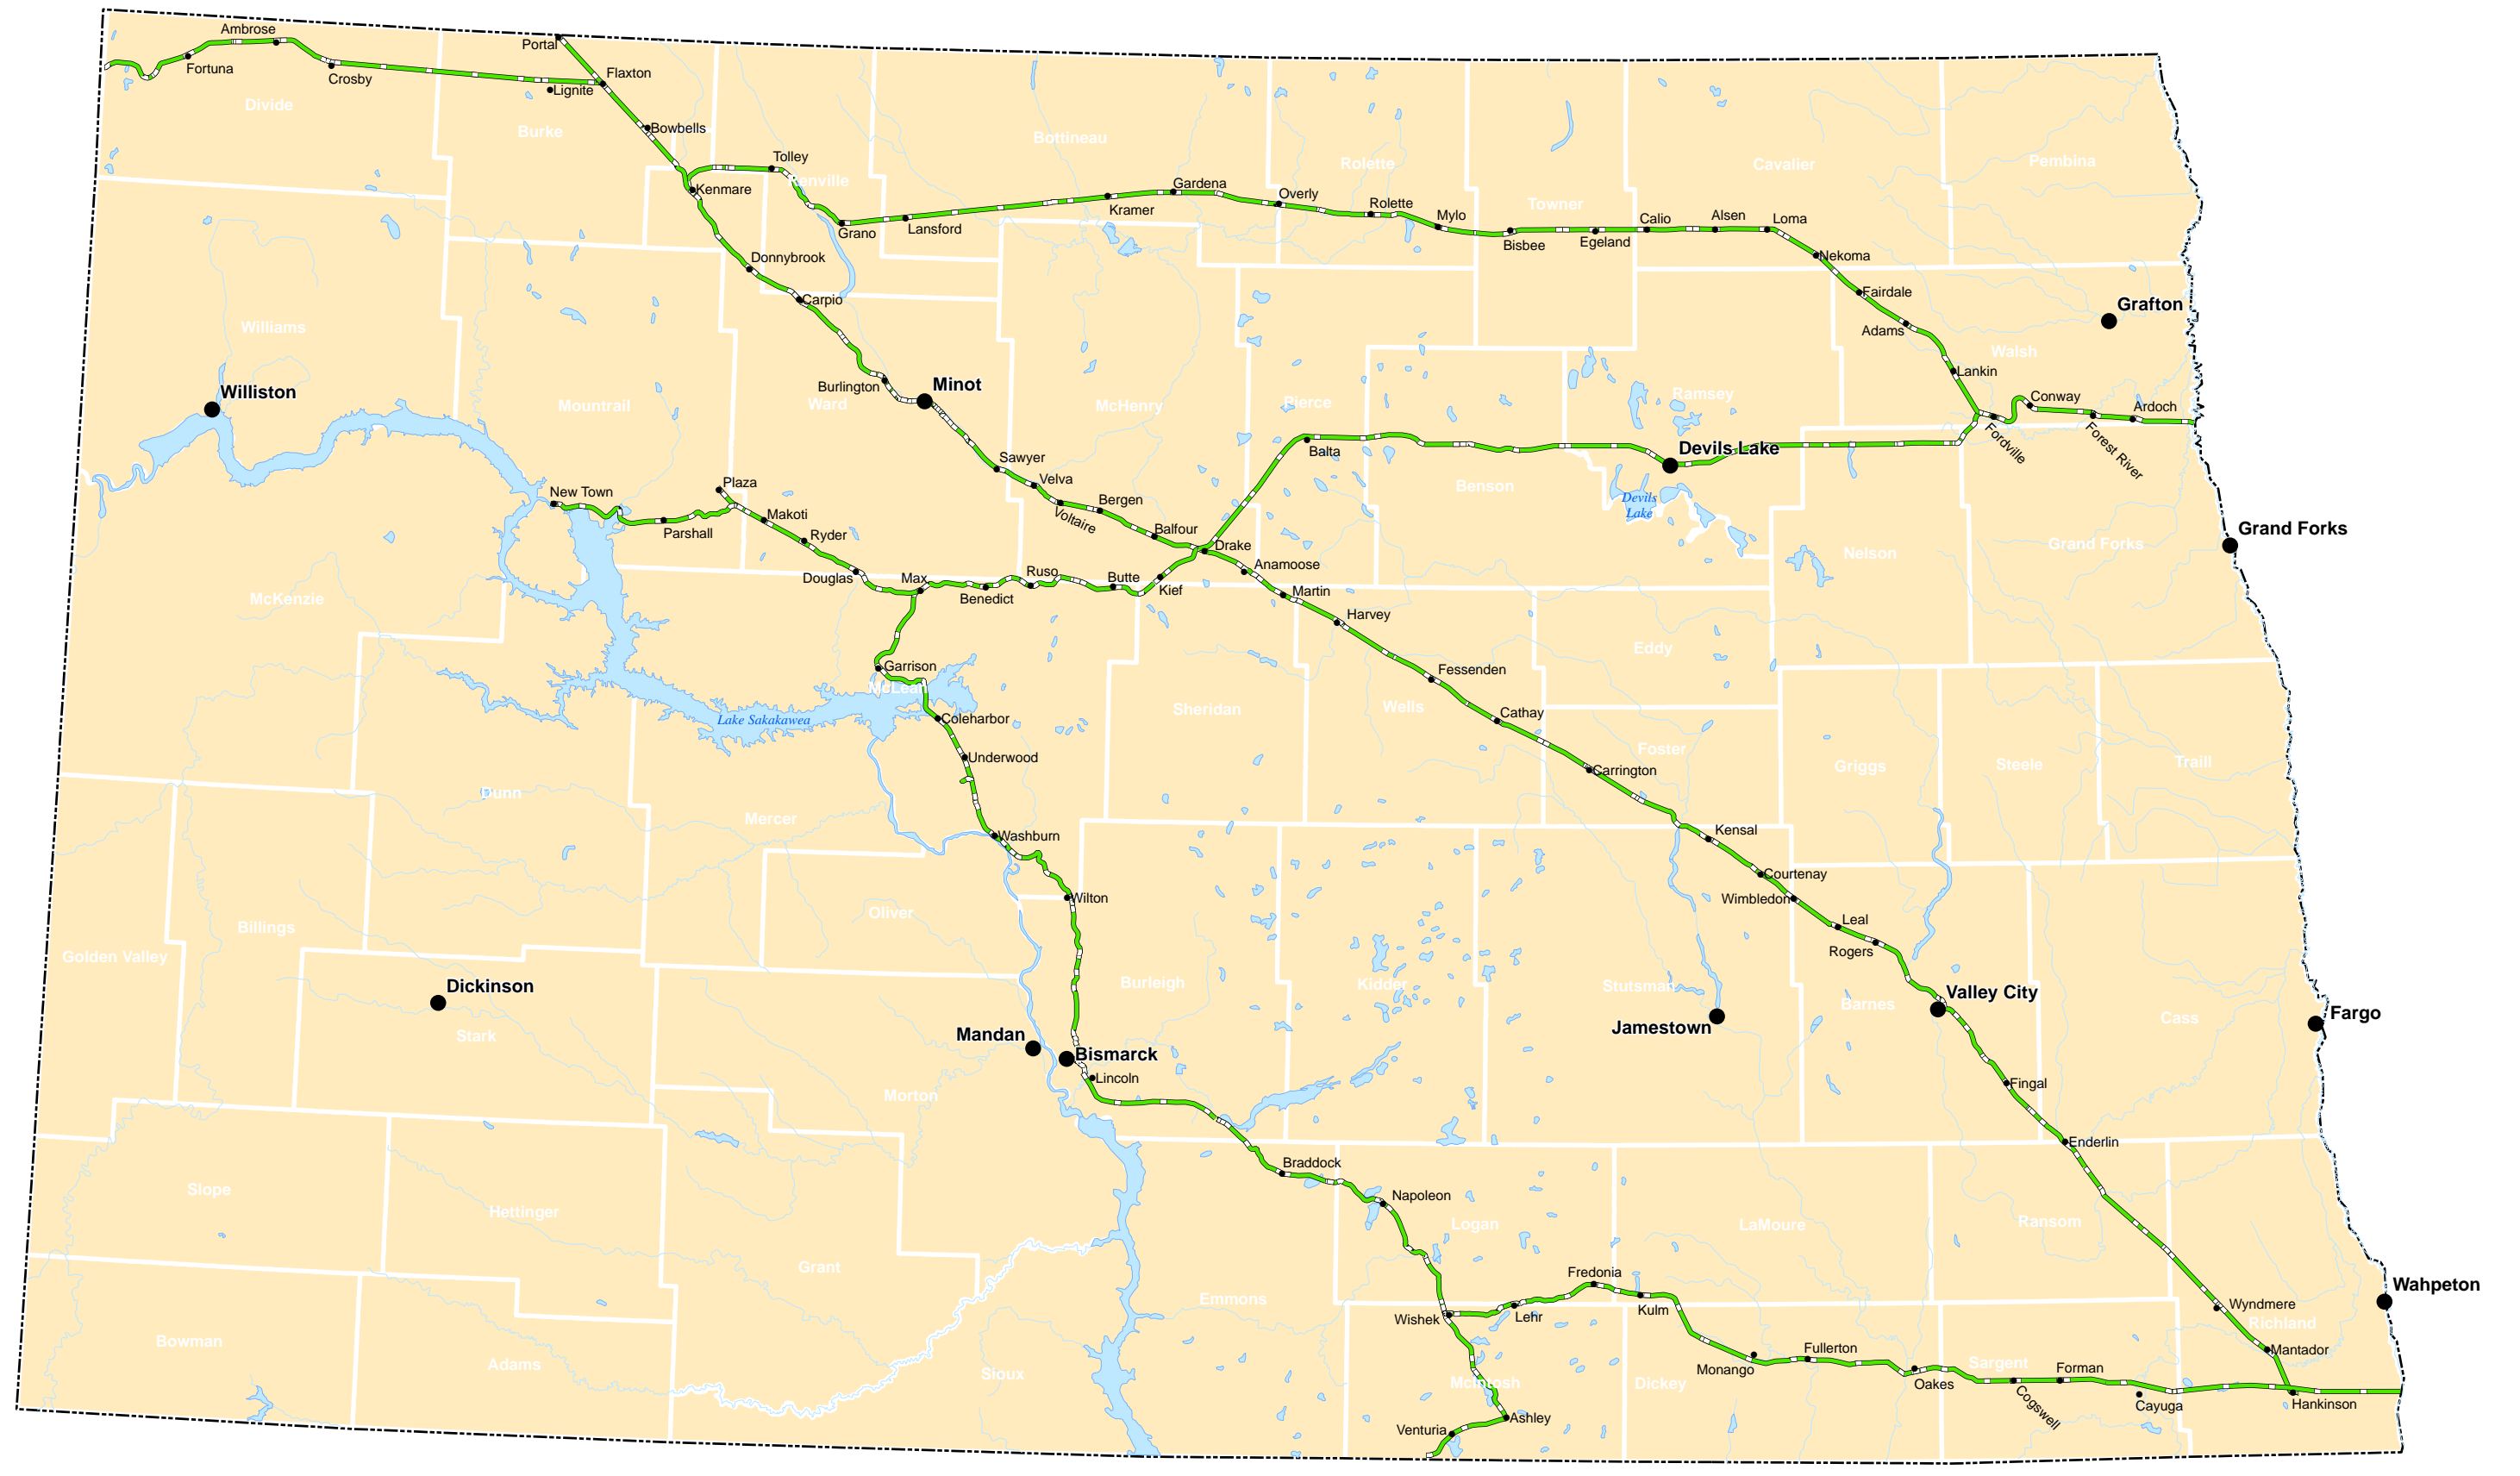 Ambrose
Portal
Fortuna
Crosby
Flaxton
Lignite
Divide
Burke
Bowbells
Bottineau
Tolley
Renville
Kenmare
Rolette
Cavalier
Pembina
Gardena
Overly
Kramer
Rolette
Towner
Mylo
Calio
Alsen
Loma
Grano
Lansford
Bisbee
Egeland
Nekoma
Donnybrook
Carpio
Fairdale
Grafton
Williams
Adams
Walsh
Burlington
Minot
Lankin
Williston
Mountrail
Ward
McHenry
Pierce
Ramsey
Conway
Ardoch
Fordville
Forest River
Devils Lake
Balta
Sawyer
Velva
Plaza
New Town
Benson
Devils
Lake
Bergen
Voltaire
Makoti
Parshall
Ryder
Balfour
Drake
Grand Forks
Nelson
Grand Forks
Anamoose
Douglas
Max
Ruso
Butte
Benedict
Kief
Martin
McKenzie
Harvey
Eddy
Garrison
McLean
Fessenden
Sheridan
Wells
Lake Sakakawea
Coleharbor
Cathay
Foster
Underwood
Carrington
Griggs
Steele
Traill
Dunn
Mercer
Washburn
Kensal
Courtenay
Wilton
Wimbledon
Oliver
Leal
Billings
Rogers
Golden Valley
Dickinson
Burleigh
Kidder
Stutsman
Valley City
Barnes
Cass
Fargo
Stark
Mandan
Jamestown
Bismarck
Lincoln
Morton
Fingal
Enderlin
Braddock
Slope
Napoleon
Hettinger
Logan
LaMoure
Ransom
Grant
Fredonia
Wahpeton
Emmons
Wishek
Lehr
Kulm
Wyndmere
Richland
Bowman
Adams
Sioux
Monango
Fullerton
Mantador
Sargent
Forman
McIntosh
Dickey
Oakes
Cogswell
Cayuga
Hankinson
Ashley
Venturia